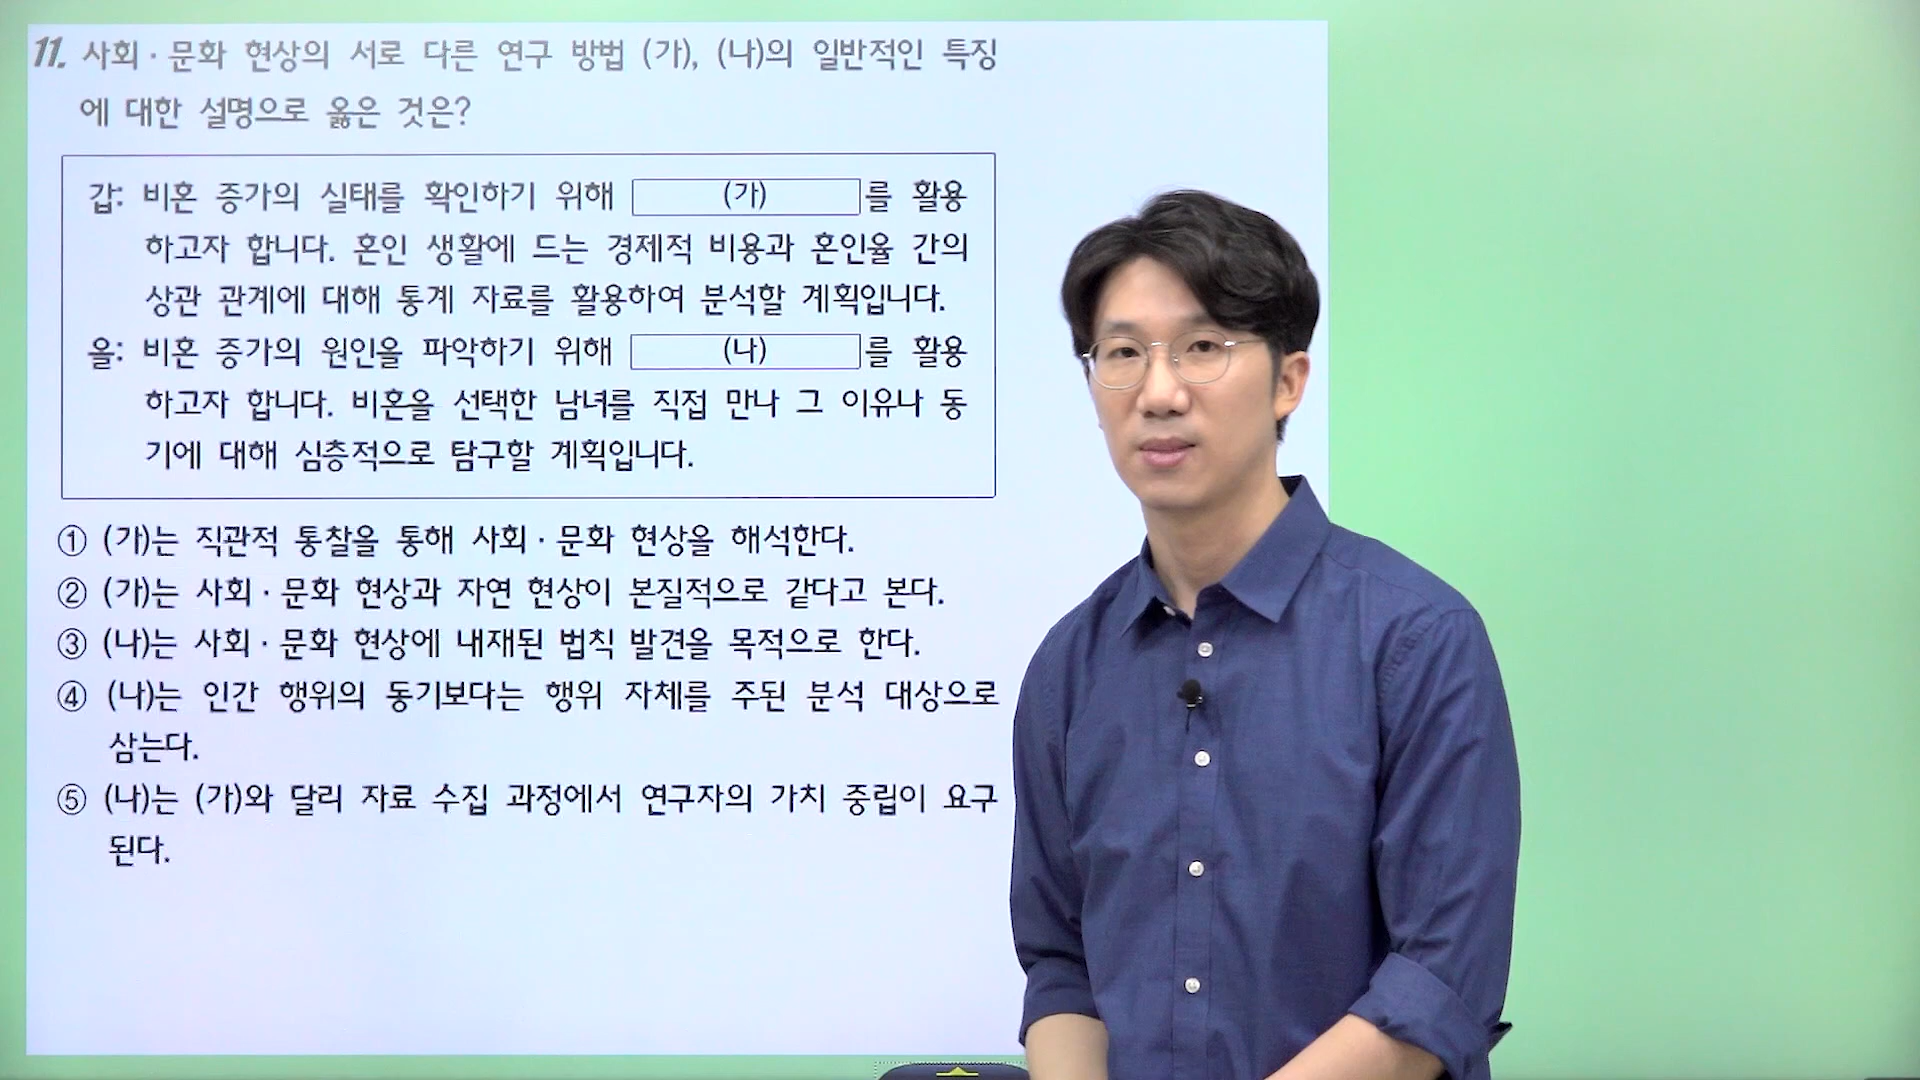 11. 사회 · 문화 현상의 서로 다른 연구 방법 (가), (나)의 일반적인 특징
에 대한 설명으로 옳은 것은?
갑: 비혼 증가의 실태를 확인하기 위해 (가) 를 활용
하고자 합니다. 혼인 생활에 드는 경제적 비용과 혼인율 간의
상관 관계에 대해 통계 자료를 활용하여 분석할 계획입니다.
을: 비혼 증가의 원인을 파악하기 위해 (나) 를 활용
하고자 합니다. 비혼을 선택한 남녀를 직접 만나 그 이유나 동
기에 대해 심층적으로 탐구할 계획입니다.
① (가)는 직관적 통찰을 통해 사회 · 문화 현상을 해석한다.
② (가)는 사회 · 문화 현상과 자연 현상이 본질적으로 같다고 본다.
③ (나)는 사회 · 문화 현상에 내재된 법칙 발견을 목적으로 한다.
④ (나)는 인간 행위의 동기보다는 행위 자체를 주된 분석 대상으로
삼는다.
⑤ (나)는 (가)와 달리 자료 수집 과정에서 연구자의 가치 중립이 요구
된다.